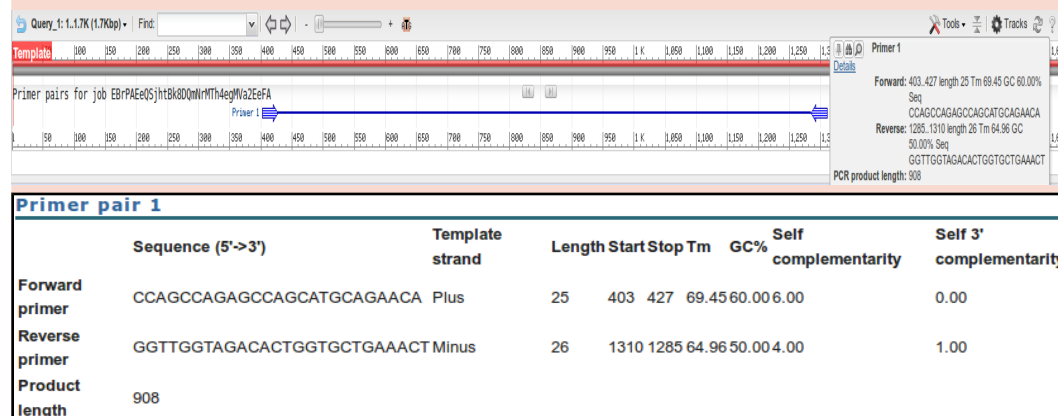 Query_1: 1..1.7K (1.7Kbp) Find: - + Tools Tracks ?
Template 100 150 200 250 300 350 400 450 500 550 600 650 700 750 800 850 900 950 1 K 1,050 1,100 1,150 1,200 1,250 1,3
Primer pairs for job EBrPAEeQSjhtBk8DQmNrMTh4egMVa2EeFA
Primer 1
1 50 100 150 200 250 300 350 400 450 500 550 600 650 700 750 800 850 900 950 1 K 1,050 1,100 1,150 1,200 1,250 1,3
Primer 1
Details
Forward: 403..427 length 25 Tm 69.45 GC 60.00%
Seq
CCAGCCAGAGCCAGCATGCAGAACA
Reverse: 1285..1310 length 26 Tm 64.96 GC
50.00% Seq
GGTTGGTAGACACTGGTGCTGAAACT
PCR product length: 908
Primer pair 1
Sequence (5'->3') Template strand Length Start Stop Tm GC% Self complementarity Self 3' complementarity
Forward primer CCAGCCAGAGCCAGCATGCAGAACA Plus 25 403 427 69.45 60.00 6.00 0.00
Reverse primer GGTTGGTAGACACTGGTGCTGAAACT Minus 26 1310 1285 64.96 50.00 4.00 1.00
Product length 908